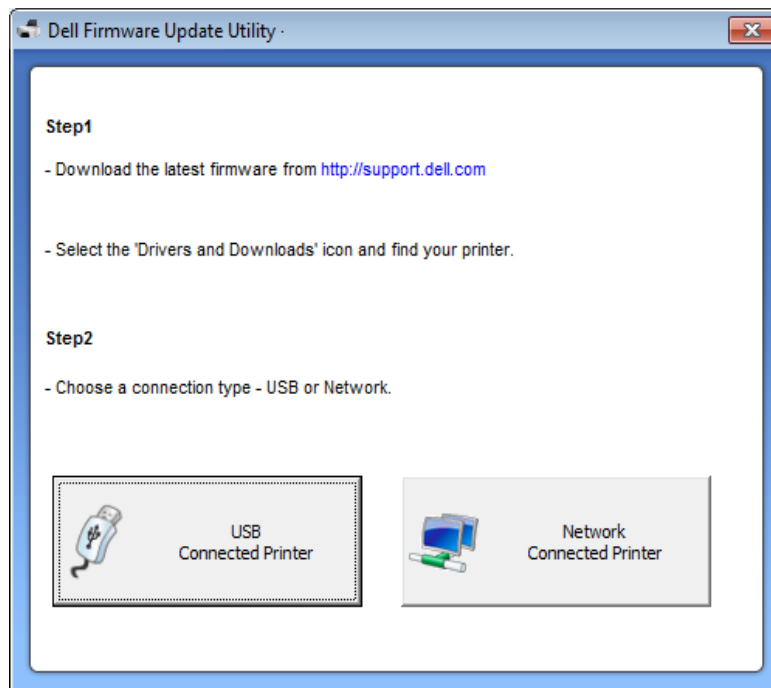 Dell Firmware Update Utility ·
Step1
- Download the latest firmware from http://support.dell.com
- Select the 'Drivers and Downloads' icon and find your printer.
Step2
- Choose a connection type - USB or Network.
USB
Connected Printer
Network
Connected Printer